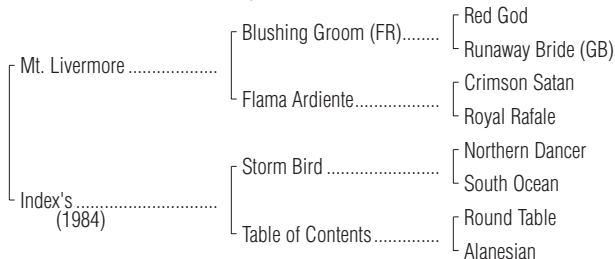 Red God
Blushing Groom (FR)........
Runaway Bride (GB)
Mt. Livermore ...................
Crimson Satan
Flama Ardiente..................
Royal Rafale
Northern Dancer
Storm Bird ........................
South Ocean
Index's ..............................
(1984)
Round Table
Table of Contents..............
Alanesian